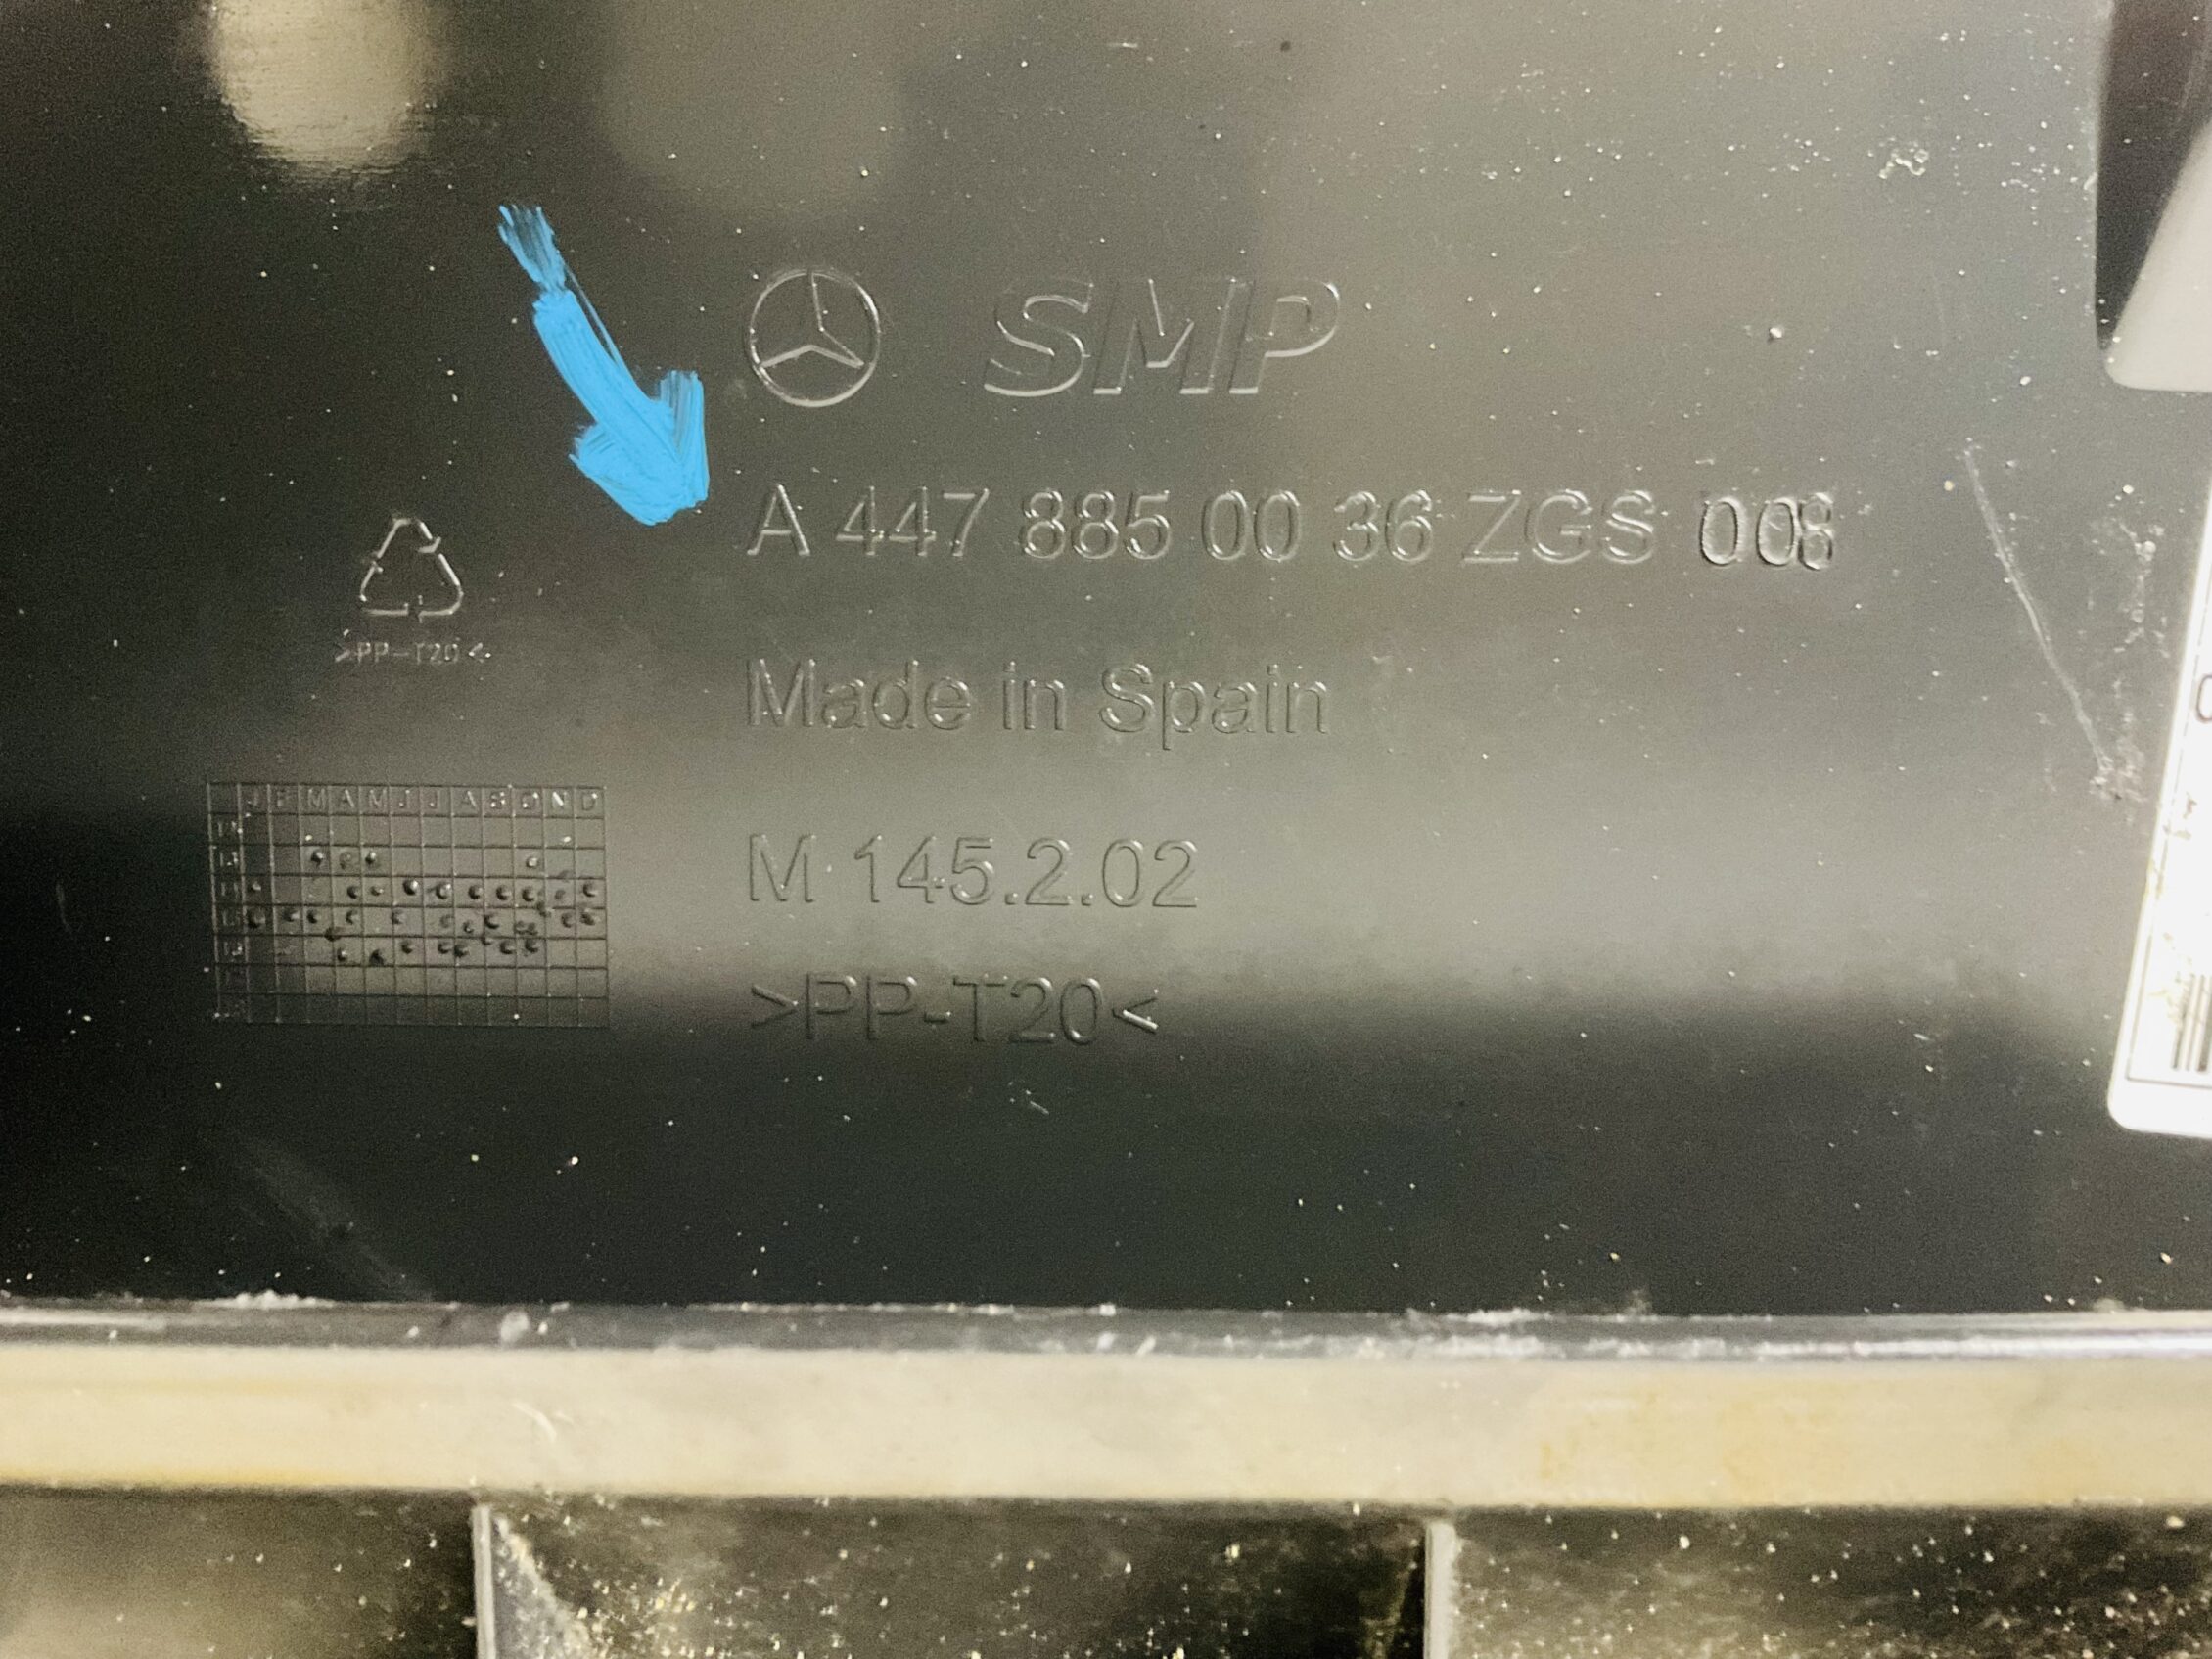 SMP
A 447 885 00 36 ZGS 008
>PP-T20<
Made in Spain
J F M A M J J A S O N D
M 145.2.02
>PP-T20<